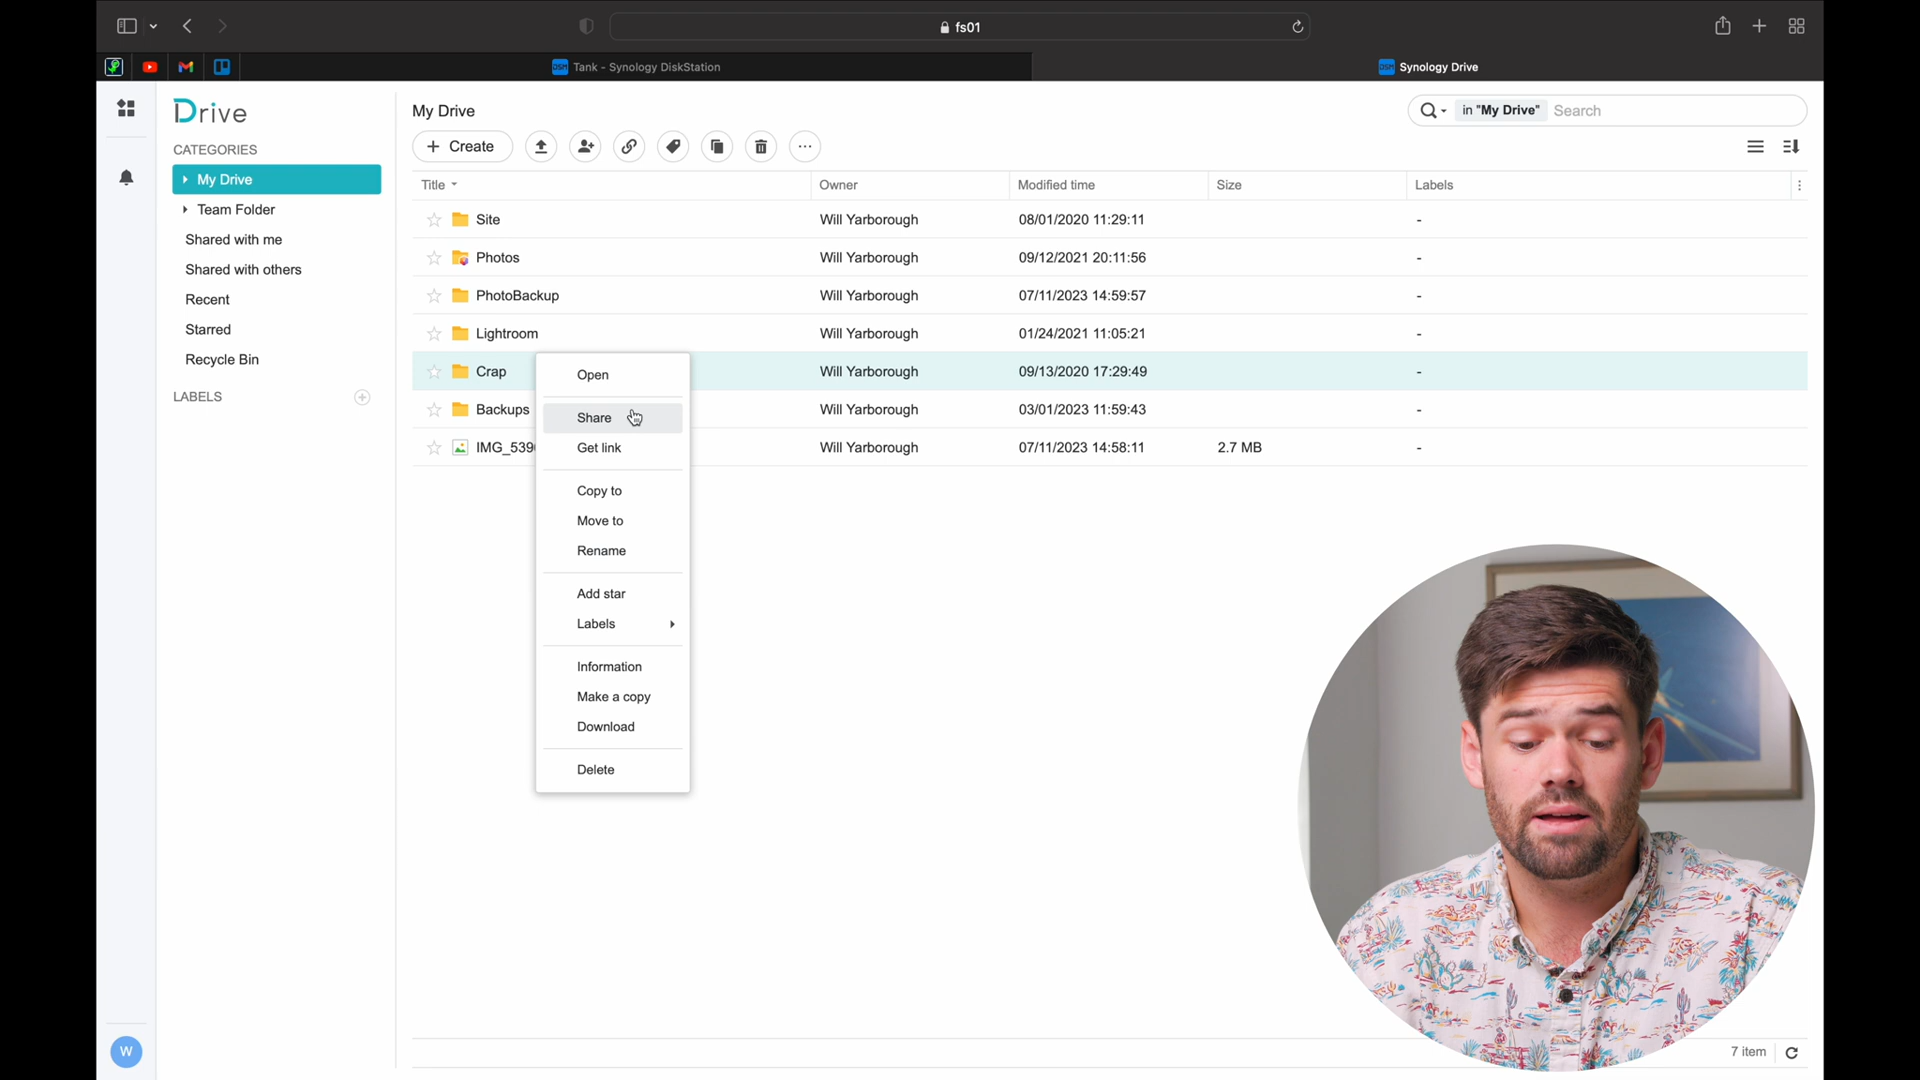 fs01
Tank - Synology DiskStation
Synology Drive
Drive
My Drive
in "My Drive" Search
CATEGORIES
Create
My Drive
Team Folder
Shared with me
Shared with others
Recent
Starred
Recycle Bin
LABELS
Title Owner Modified time Size Labels
Site Will Yarborough 08/01/2020 11:29:11 -
Photos Will Yarborough 09/12/2021 20:11:56 -
PhotoBackup Will Yarborough 07/11/2023 14:59:57 -
Lightroom Will Yarborough 01/24/2021 11:05:21 -
Crap Will Yarborough 09/13/2020 17:29:49 -
Backups Will Yarborough 03/01/2023 11:59:43 -
IMG_539 Will Yarborough 07/11/2023 14:58:11 2.7 MB -
Open
Share
Get link
Copy to
Move to
Rename
Add star
Labels
Information
Make a copy
Download
Delete
W
7 item